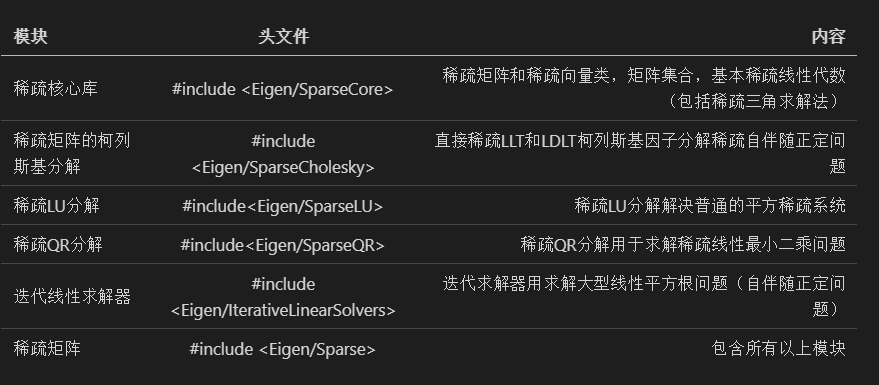 模块 头文件 内容
稀疏核心库 #include <Eigen/SparseCore> 稀疏矩阵和稀疏向量类，矩阵集合，基本稀疏线性代数
（包括稀疏三角求解法）
稀疏矩阵的柯列
斯基分解
#include
<Eigen/SparseCholesky>
直接稀疏LLT和LDLT柯列斯基因子分解稀疏自伴随正定问
题
稀疏LU分解 #include<Eigen/SparseLU> 稀疏LU分解解决普通的平方稀疏系统
稀疏QR分解 #include<Eigen/SparseQR> 稀疏QR分解用于求解稀疏线性最小二乘问题
迭代线性求解器
#include
<Eigen/IterativeLinearSolvers>
迭代求解器用求解大型线性平方根问题（自伴随正定问
题）
稀疏矩阵 #include <Eigen/Sparse> 包含所有以上模块